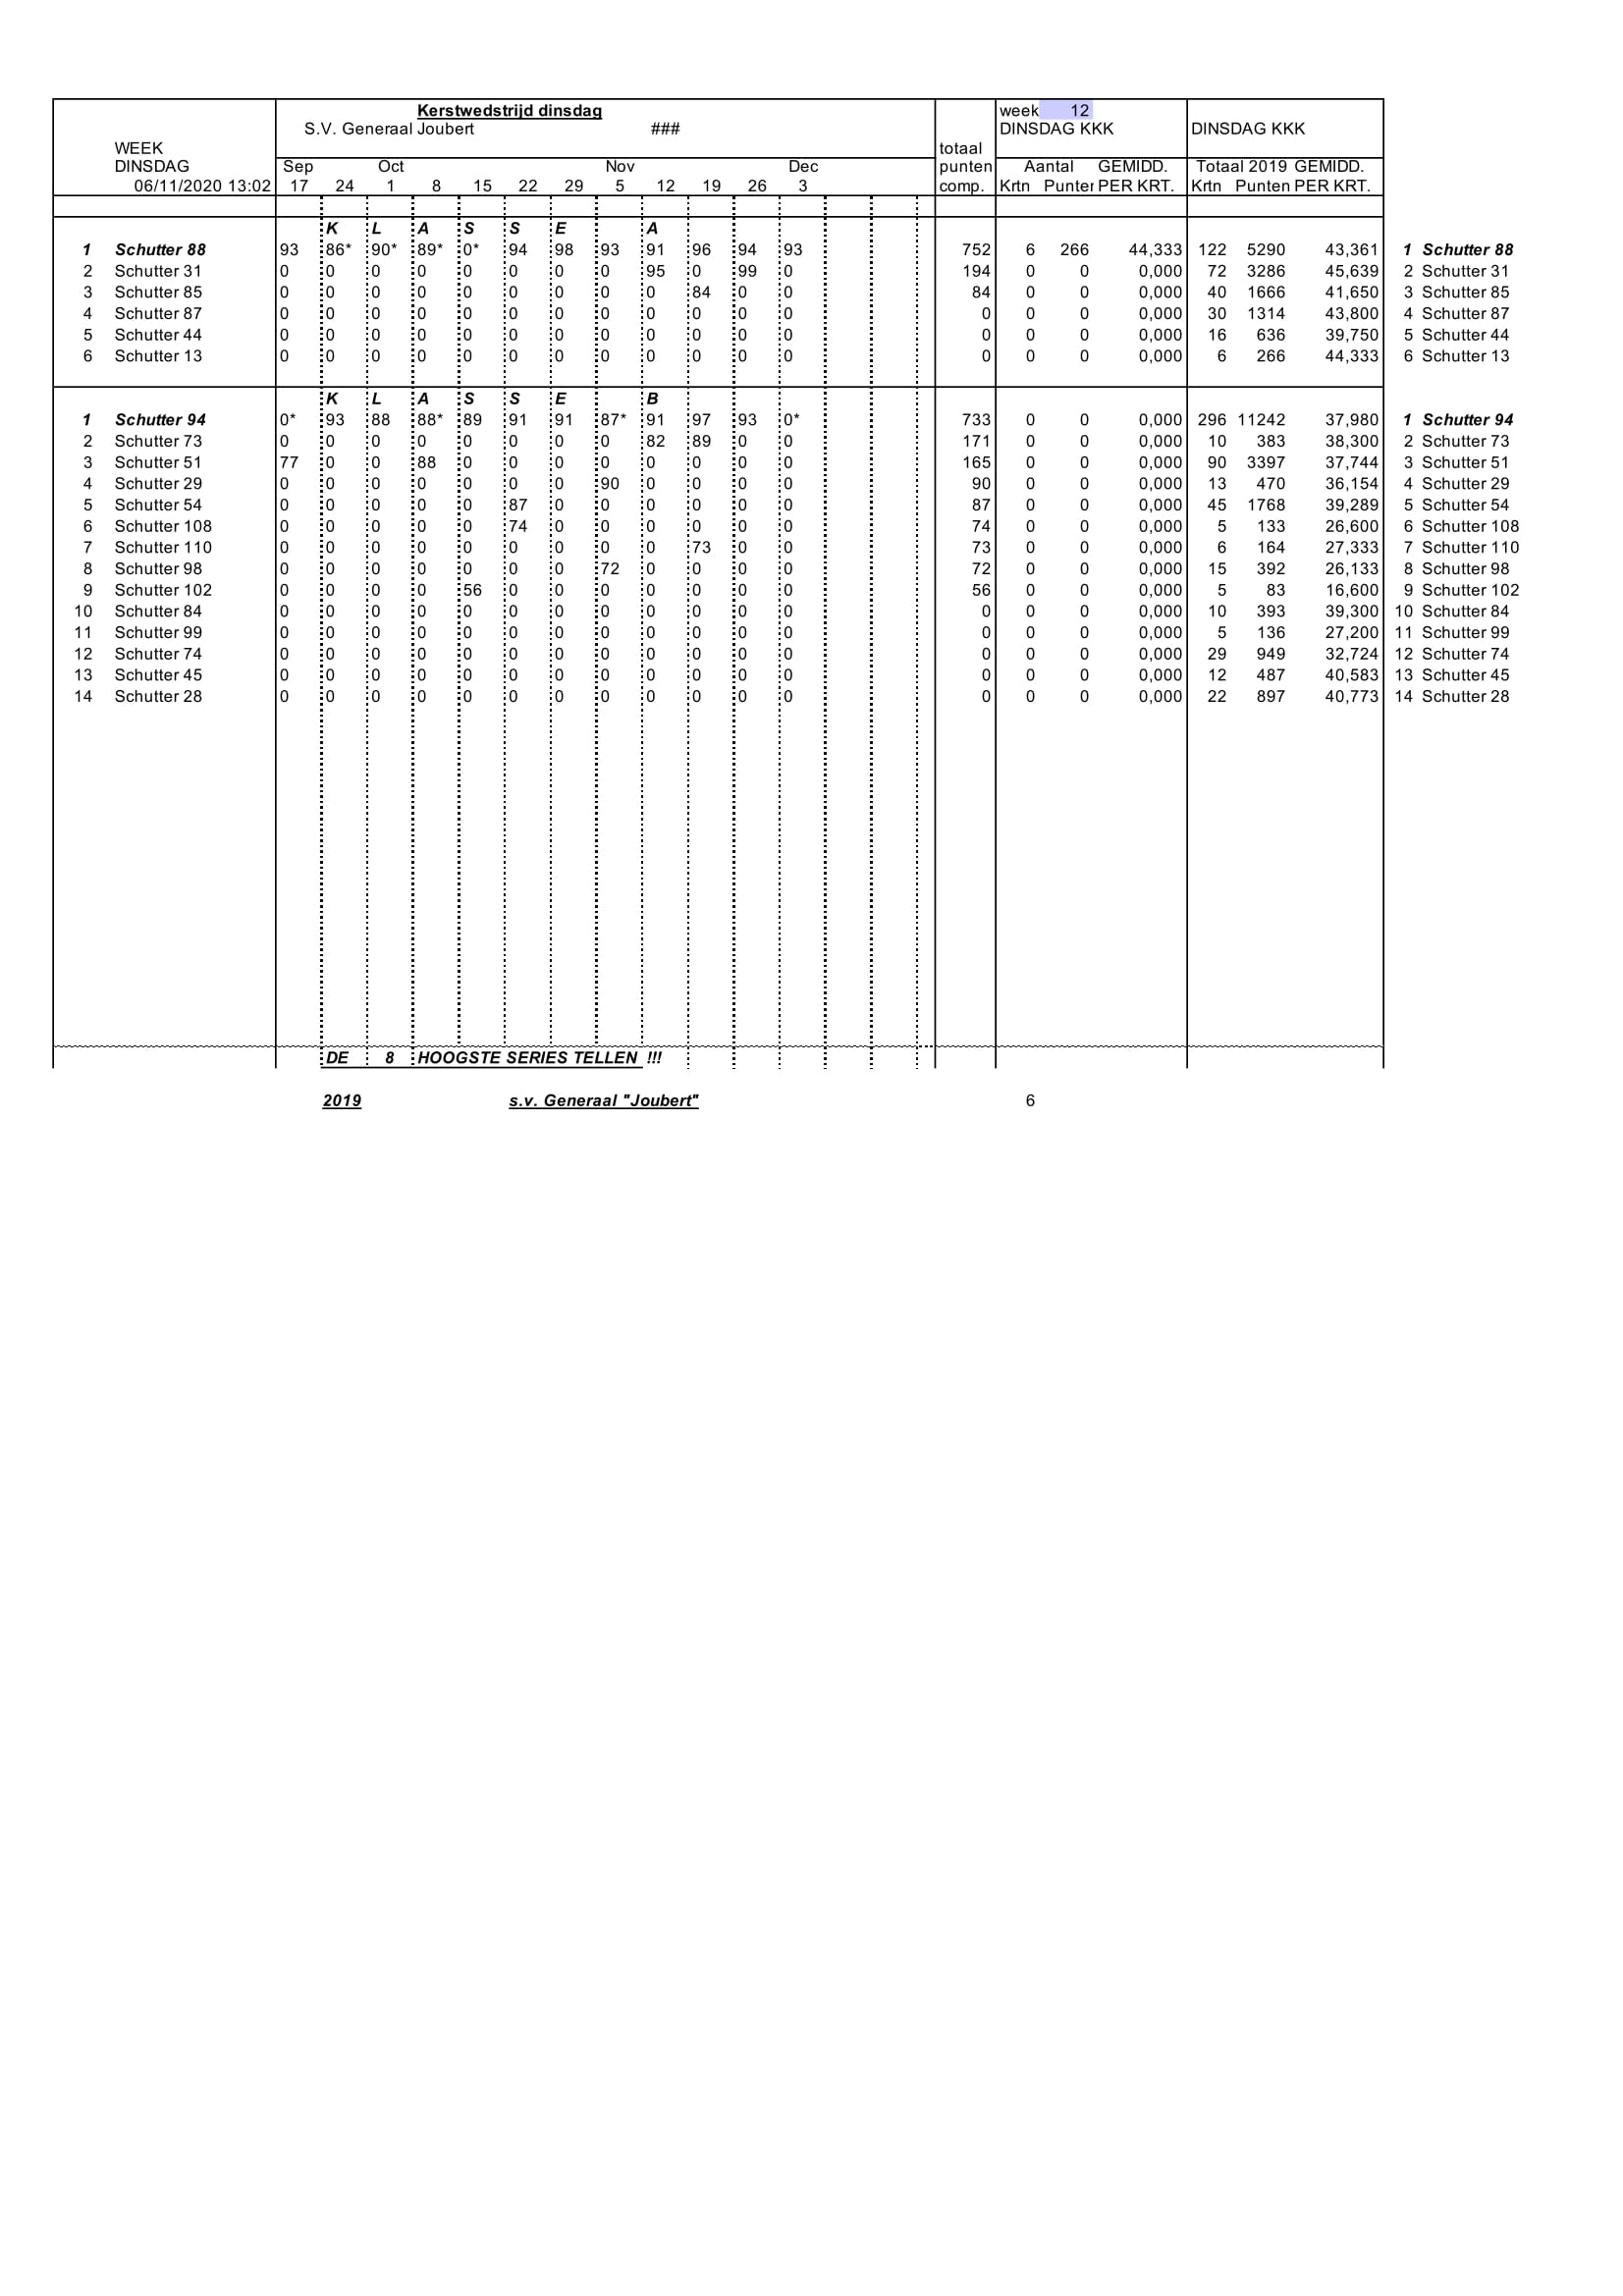 Kerstwedstrijd dinsdag week 12
S.V. Generaal Joubert ### DINSDAG KKK DINSDAG KKK
WEEK totaal
DINSDAG Sep Oct Nov Dec punten Aantal GEMIDD. Totaal 2019 GEMIDD.
06/11/2020 13:02 17 24 1 8 15 22 29 5 12 19 26 3 comp. Krtn Punten PER KRT. Krtn Punten PER KRT.
K L A S S E A
1 Schutter 88 93 86* 90* 89* 0* 94 98 93 91 96 94 93 752 6 266 44,333 122 5290 43,361 1 Schutter 88
2 Schutter 31 0 0 0 0 0 0 0 0 95 0 99 0 194 0 0 0,000 72 3286 45,639 2 Schutter 31
3 Schutter 85 0 0 0 0 0 0 0 0 0 84 0 0 84 0 0 0,000 40 1666 41,650 3 Schutter 85
4 Schutter 87 0 0 0 0 0 0 0 0 0 0 0 0 0 0 0 0,000 30 1314 43,800 4 Schutter 87
5 Schutter 44 0 0 0 0 0 0 0 0 0 0 0 0 0 0 0 0,000 16 636 39,750 5 Schutter 44
6 Schutter 13 0 0 0 0 0 0 0 0 0 0 0 0 0 0 0 0,000 6 266 44,333 6 Schutter 13
K L A S S E B
1 Schutter 94 0* 93 88 88* 89 91 91 87* 91 97 93 0* 733 0 0 0,000 296 11242 37,980 1 Schutter 94
2 Schutter 73 0 0 0 0 0 0 0 0 82 89 0 0 171 0 0 0,000 10 383 38,300 2 Schutter 73
3 Schutter 51 77 0 0 88 0 0 0 0 0 0 0 0 165 0 0 0,000 90 3397 37,744 3 Schutter 51
4 Schutter 29 0 0 0 0 0 0 0 90 0 0 0 0 90 0 0 0,000 13 470 36,154 4 Schutter 29
5 Schutter 54 0 0 0 0 0 87 0 0 0 0 0 0 87 0 0 0,000 45 1768 39,289 5 Schutter 54
6 Schutter 108 0 0 0 0 0 74 0 0 0 0 0 0 74 0 0 0,000 5 133 26,600 6 Schutter 108
7 Schutter 110 0 0 0 0 0 0 0 0 0 73 0 0 73 0 0 0,000 6 164 27,333 7 Schutter 110
8 Schutter 98 0 0 0 0 0 0 0 72 0 0 0 0 72 0 0 0,000 15 392 26,133 8 Schutter 98
9 Schutter 102 0 0 0 0 56 0 0 0 0 0 0 0 56 0 0 0,000 5 83 16,600 9 Schutter 102
10 Schutter 84 0 0 0 0 0 0 0 0 0 0 0 0 0 0 0 0,000 10 393 39,300 10 Schutter 84
11 Schutter 99 0 0 0 0 0 0 0 0 0 0 0 0 0 0 0 0,000 5 136 27,200 11 Schutter 99
12 Schutter 74 0 0 0 0 0 0 0 0 0 0 0 0 0 0 0 0,000 29 949 32,724 12 Schutter 74
13 Schutter 45 0 0 0 0 0 0 0 0 0 0 0 0 0 0 0 0,000 12 487 40,583 13 Schutter 45
14 Schutter 28 0 0 0 0 0 0 0 0 0 0 0 0 0 0 0 0,000 22 897 40,773 14 Schutter 28
DE 8 HOOGSTE SERIES TELLEN !!!
2019 s.v. Generaal "Joubert" 6